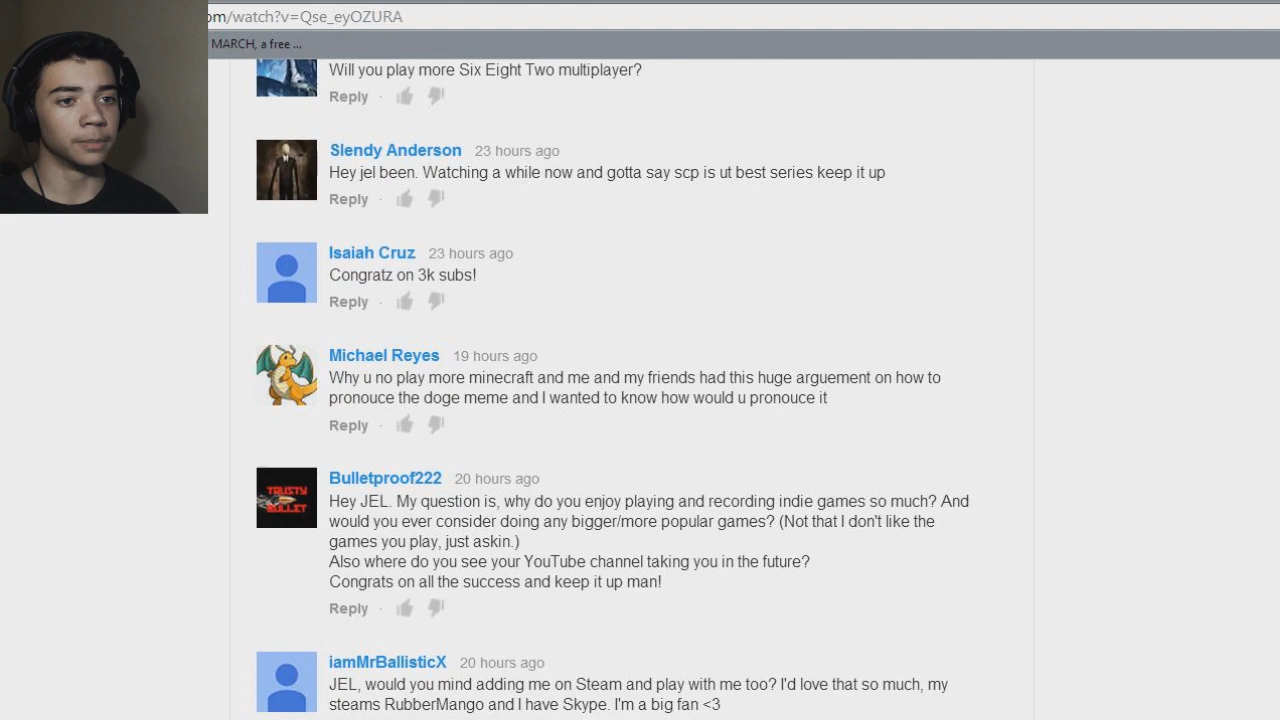 om/watch?v=Qse_eyOZURA
MARCH, a free ...
Will you play more Six Eight Two multiplayer?
Reply ·
Slendy Anderson 23 hours ago
Hey jel been. Watching a while now and gotta say scp is ut best series keep it up
Reply ·
Isaiah Cruz 23 hours ago
Congratz on 3k subs!
Reply ·
Michael Reyes 19 hours ago
Why u no play more minecraft and me and my friends had this huge arguement on how to
pronouce the doge meme and I wanted to know how would u pronouce it
Reply ·
TRUSTY
BULLET
Bulletproof222 20 hours ago
Hey JEL. My question is, why do you enjoy playing and recording indie games so much? And
would you ever consider doing any bigger/more popular games? (Not that I don't like the
games you play, just askin.)
Also where do you see your YouTube channel taking you in the future?
Congrats on all the success and keep it up man!
Reply ·
iamMrBallisticX 20 hours ago
JEL, would you mind adding me on Steam and play with me too? I'd love that so much, my
steams RubberMango and I have Skype. I'm a big fan <3